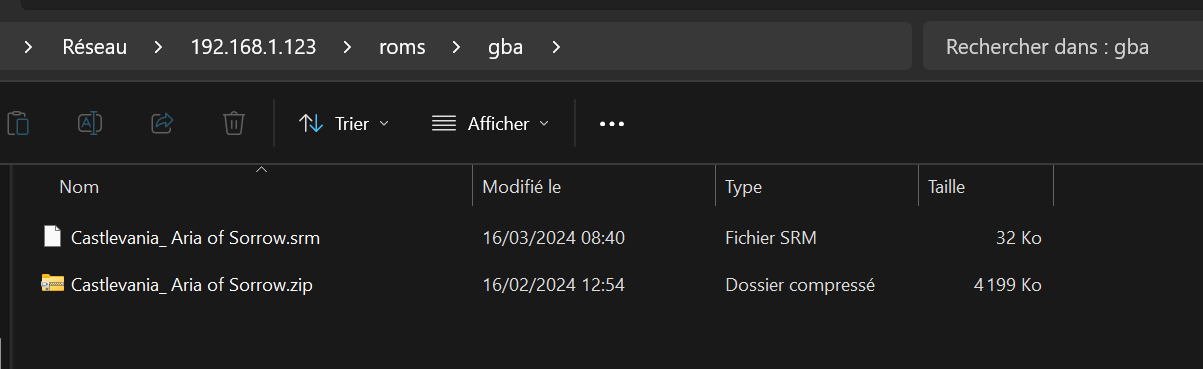 Réseau 192.168.1.123 roms gba Rechercher dans : gba
Trier Afficher
Nom Modifié le Type Taille
Castlevania_ Aria of Sorrow.srm 16/03/2024 08:40 Fichier SRM 32 Ko
Castlevania_ Aria of Sorrow.zip 16/02/2024 12:54 Dossier compressé 4 199 Ko